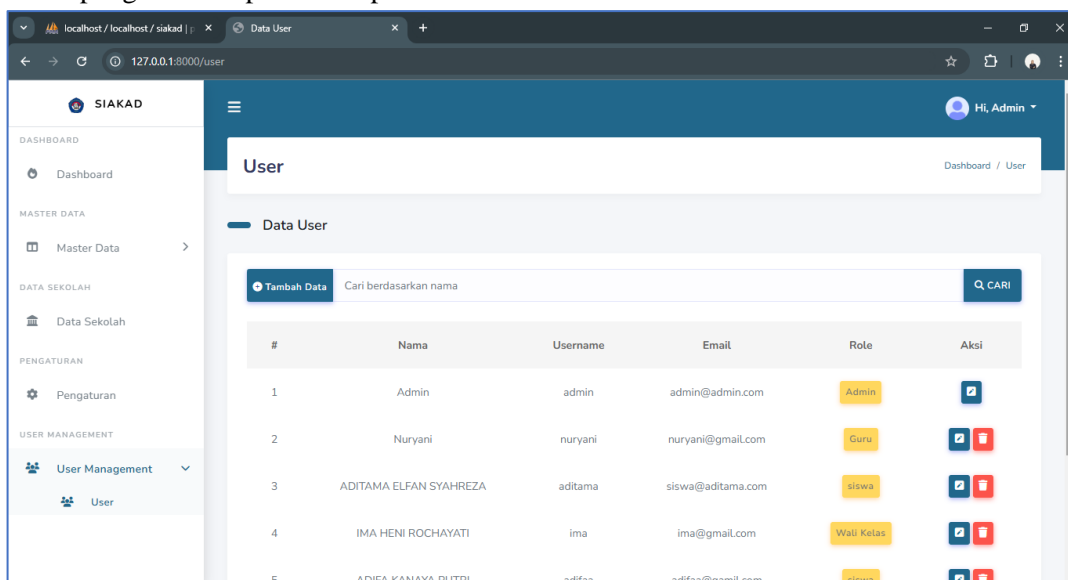 localhost / localhost / siakad | p
Data User
127.0.0.1:8000/user
SIAKAD
Hi, Admin
DASHBOARD
Dashboard
User
Dashboard / User
MASTER DATA
Master Data
Data User
DATA SEKOLAH
Data Sekolah
Tambah Data Cari berdasarkan nama CARI
PENGATURAN
Pengaturan
USER MANAGEMENT
User Management
User
# Nama Username Email Role Aksi
1 Admin admin admin@admin.com Admin
2 Nuryani nuryani nuryani@gmail.com Guru
3 ADITAMA ELFAN SYAHREZA aditama siswa@aditama.com siswa
4 IMA HENI ROCHAYATI ima ima@gmail.com Wali Kelas